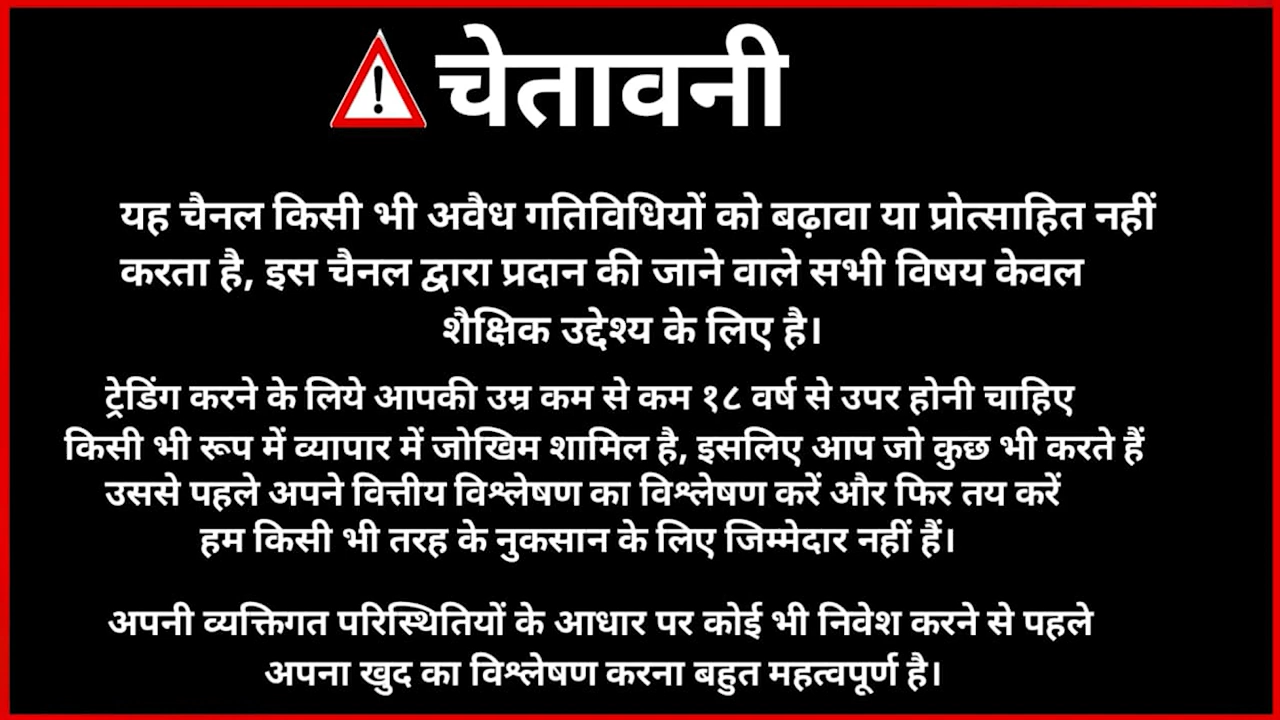 चेतावनी
यह चैनल किसी भी अवैध गतिविधियों को बढ़ावा या प्रोत्साहित नहीं
करता है, इस चैनल द्वारा प्रदान की जाने वाले सभी विषय केवल
शैक्षिक उद्देश्य के लिए है।
ट्रेडिंग करने के लिये आपकी उम्र कम से कम १८ वर्ष से उपर होनी चाहिए
किसी भी रूप में व्यापार में जोखिम शामिल है, इसलिए आप जो कुछ भी करते हैं
उससे पहले अपने वित्तीय विश्लेषण का विश्लेषण करें और फिर तय करें
हम किसी भी तरह के नुकसान के लिए जिम्मेदार नहीं हैं।
अपनी व्यक्तिगत परिस्थितियों के आधार पर कोई भी निवेश करने से पहले
अपना खुद का विश्लेषण करना बहुत महत्वपूर्ण है।